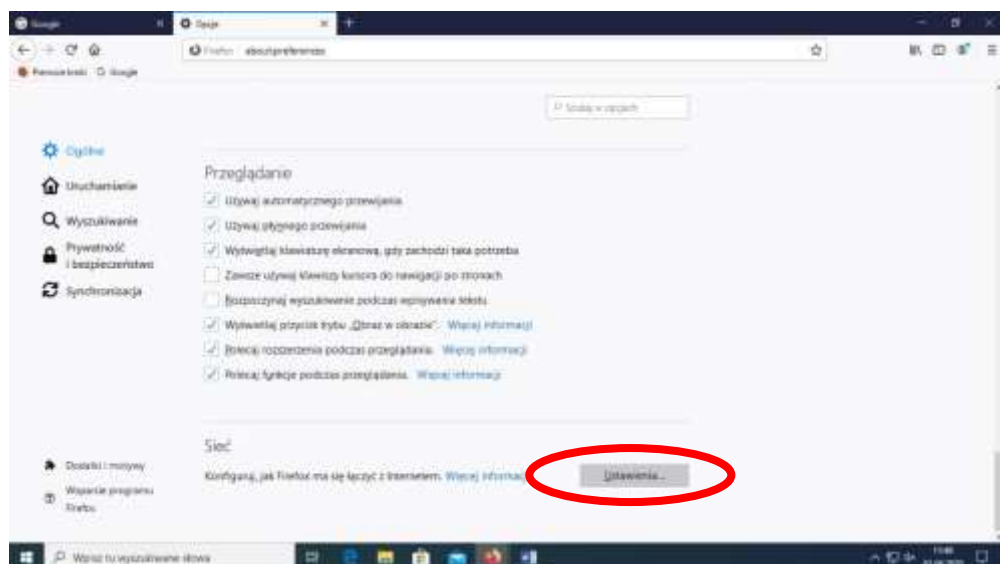 Google
Opcje
Firefox about:preferences
Google
Szukaj w opcjach
Ogólne
Uruchamianie
Wyszukiwanie
Prywatność
i bezpieczeństwo
Synchronizacja
Przeglądanie
Używaj automatycznego przewijania
Używaj płynnego przewijania
Wyświetlaj klawiaturę ekranową, gdy zachodzi taka potrzeba
Zawsze używaj klawiszy kursora do nawigacji po stronach
Rozpoczynaj wyszukiwanie podczas wpisywania tekstu
Wyświetlaj przycisk trybu „Obraz w obrazie”. Więcej informacji
Polecaj rozszerzenia podczas przeglądania. Więcej informacji
Polecaj funkcje podczas przeglądania. Więcej informacji
Sieć
Konfiguruj, jak Firefox ma się łączyć z Internetem. Więcej informacji
Ustawienia...
Dodatki i motywy
Wsparcie programu
Firefox
Wpisz tu wyszukiwane słowa